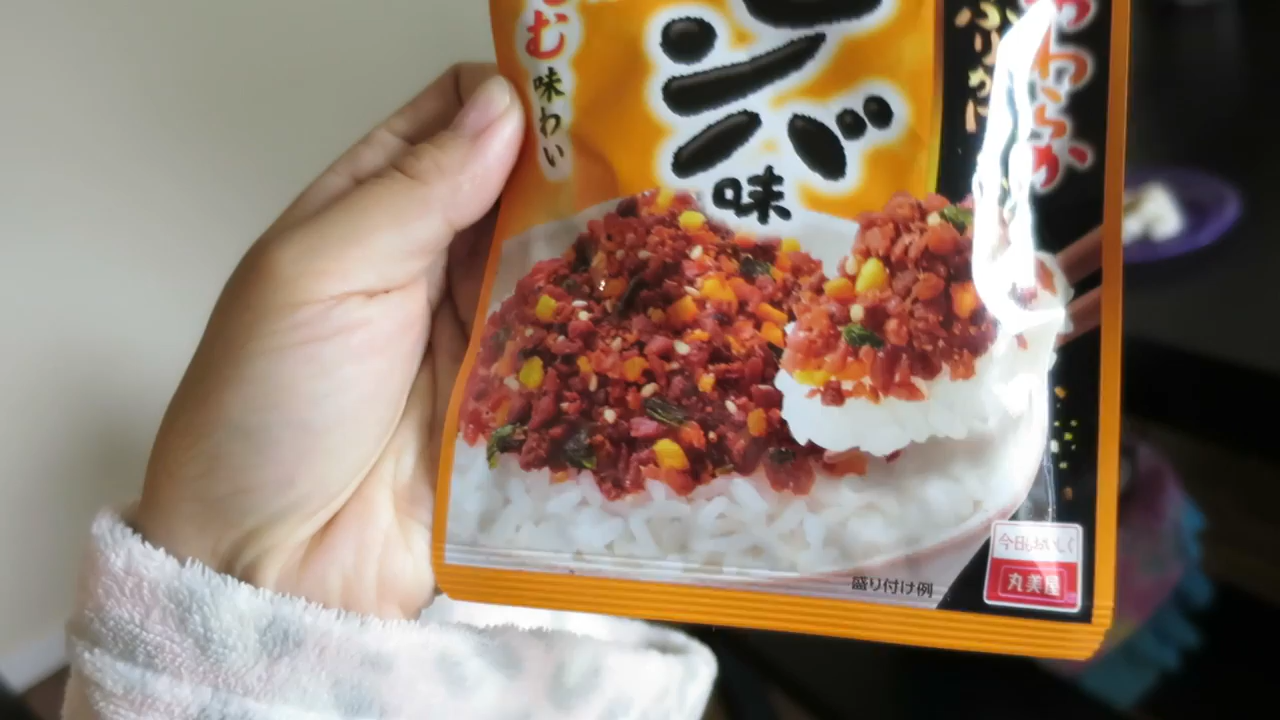 む味わい
ンバ
味
わらか
ふりかけ
今日もおいしく
丸美屋
盛り付け例